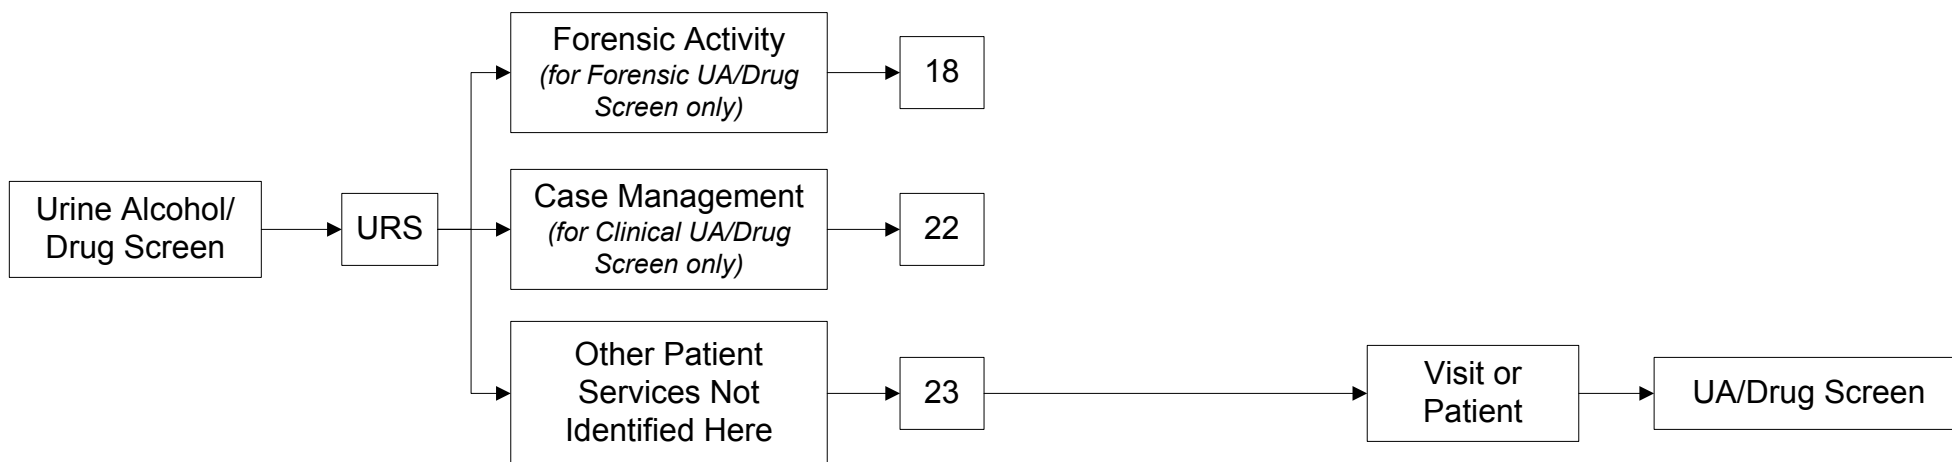 Forensic Activity
(for Forensic UA/Drug
Screen only)
18
Urine Alcohol/
Drug Screen
URS
Case Management
(for Clinical UA/Drug
Screen only)
22
Other Patient
Services Not
Identified Here
23
Visit or
Patient
UA/Drug Screen